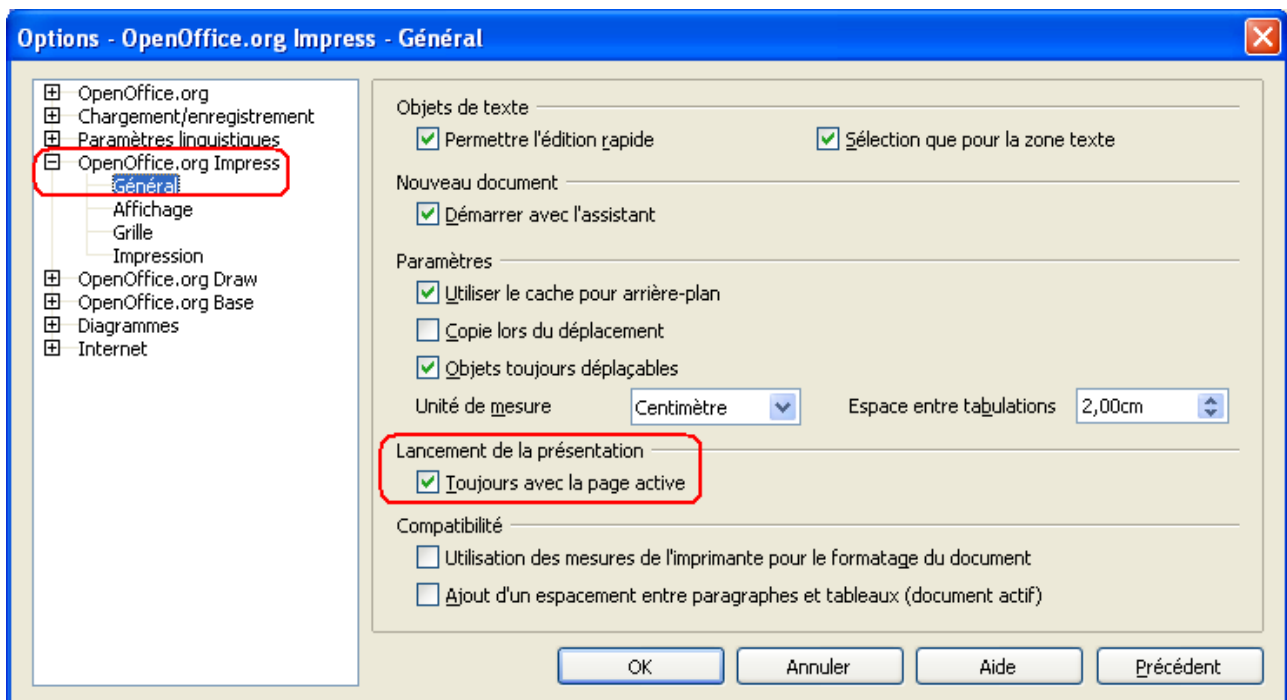 Options - OpenOffice.org Impress - Général
OpenOffice.org
Chargement/enregistrement
Paramètres linguistiques
OpenOffice.org Impress
Général
Affichage
Grille
Impression
OpenOffice.org Draw
OpenOffice.org Base
Diagrammes
Internet
Objets de texte
Permettre l'édition rapide Sélection que pour la zone texte
Nouveau document
Démarrer avec l'assistant
Paramètres
Utiliser le cache pour arrière-plan
Copie lors du déplacement
Objets toujours déplaçables
Unité de mesure Centimètre Espace entre tabulations 2,00cm
Lancement de la présentation
Toujours avec la page active
Compatibilité
Utilisation des mesures de l'imprimante pour le formatage du document
Ajout d'un espacement entre paragraphes et tableaux (document actif)
OK Annuler Aide Précédent